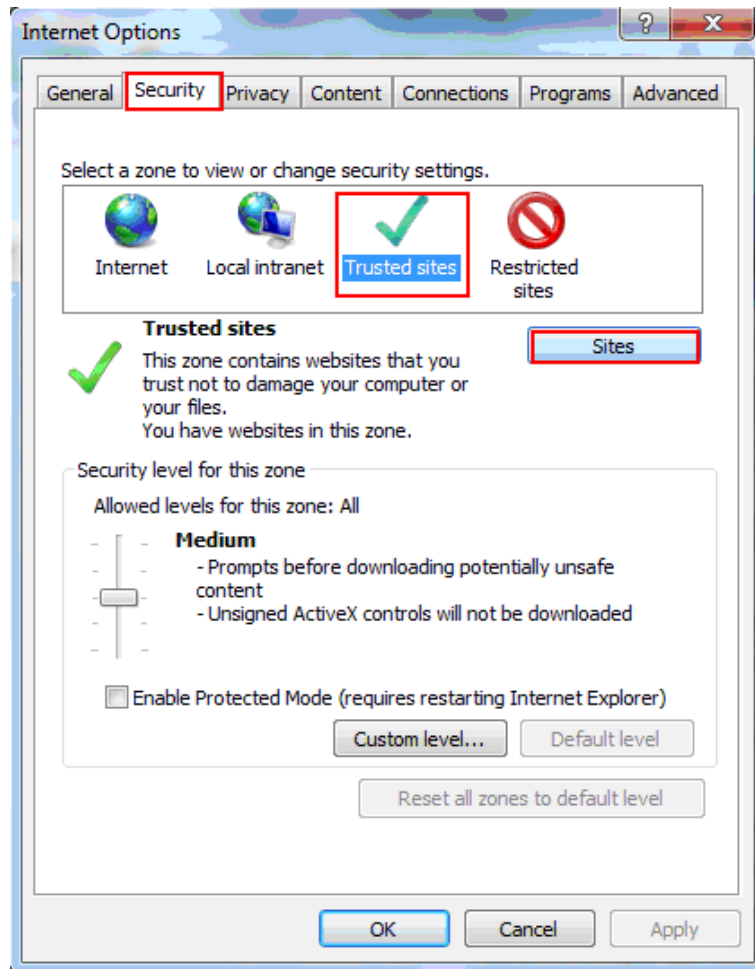 Internet Options
General Security Privacy Content Connections Programs Advanced
Select a zone to view or change security settings.
Internet Local intranet Trusted sites Restricted
sites
Trusted sites
Sites
This zone contains websites that you
trust not to damage your computer or
your files.
You have websites in this zone.
Security level for this zone
Allowed levels for this zone: All
Medium
- Prompts before downloading potentially unsafe
content
- Unsigned ActiveX controls will not be downloaded
Enable Protected Mode (requires restarting Internet Explorer)
Custom level... Default level
Reset all zones to default level
OK Cancel Apply